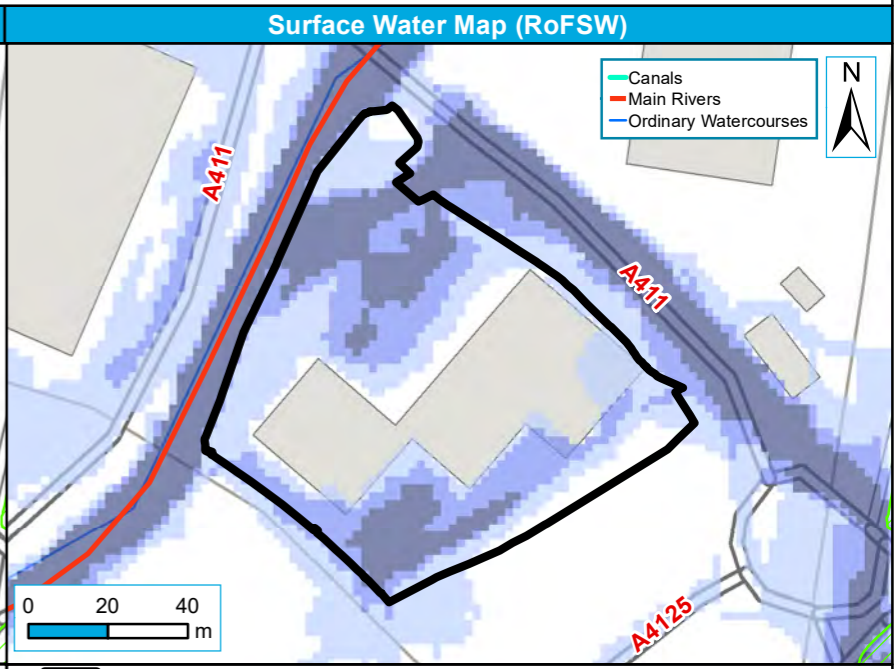 Surface Water Map (RoFSW)
Canals
Main Rivers
Ordinary Watercourses
N
A411
A411
A4125
0 20 40
m